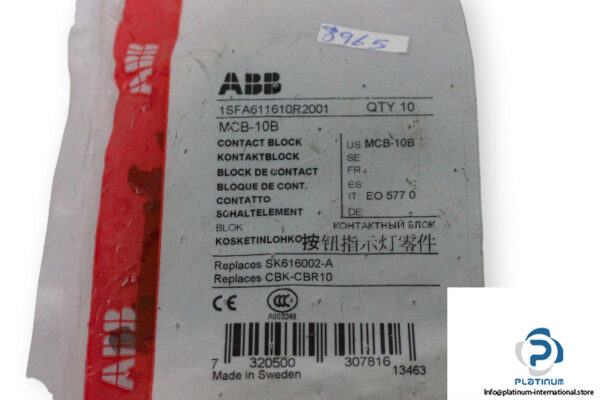 8965
ABB
1SFA611610R2001 QTY 10
MCB-10B
CONTACT BLOCK
KONTAKTBLOCK
BLOCK DE CONTACT
BLOQUE DE CONT.
CONTATTO
SCHALTELEMENT
BLOK
KOSKETINLOHKO
US MCB-10B
SE
FR
ES
IT EO 577 0
DE
КОНТАКТНЫЙ БЛОК
按钮指示灯零件
Replaces SK616002-A
Replaces CBK-CBR10
CE
CCC
A003248
7 320500 307816
Made in Sweden 13463
ABB
ABB
PLATINUM
Info@platinum-international.store